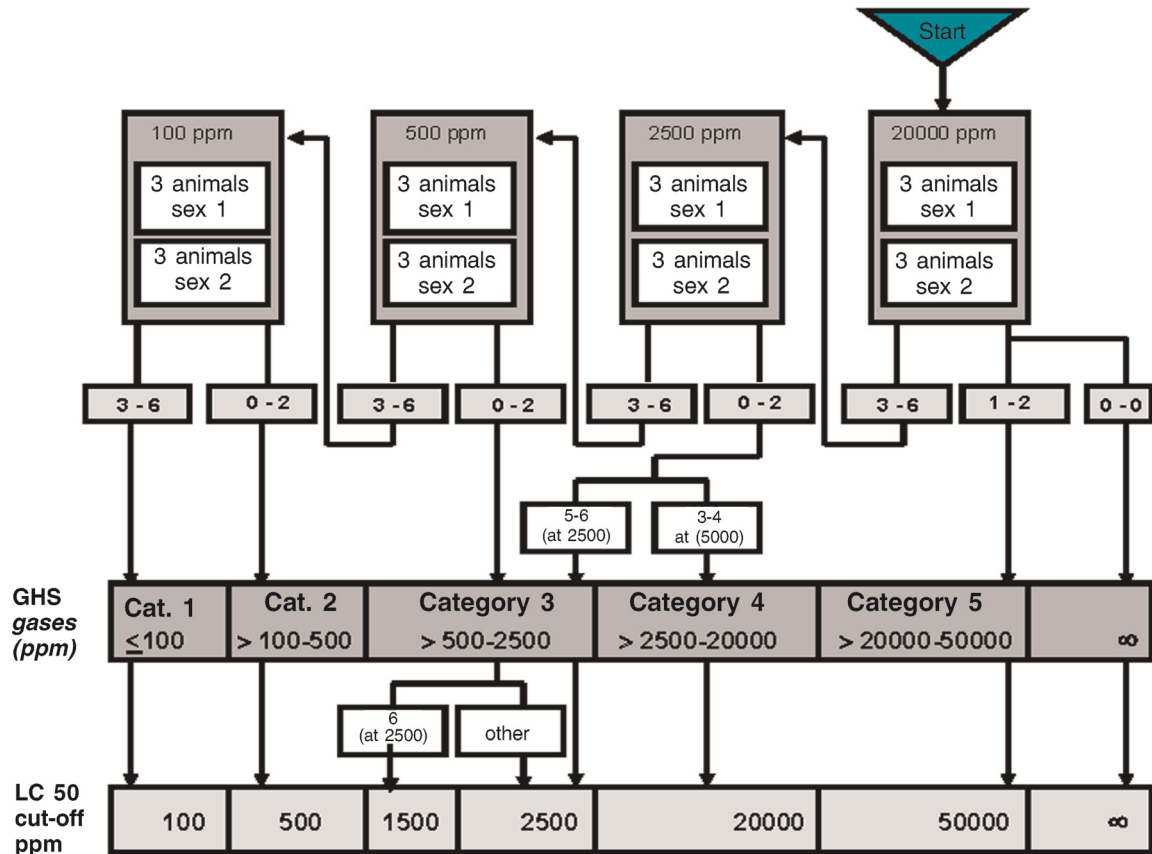 Start
100 ppm
500 ppm
2500 ppm
20000 ppm
3 animals
sex 1
3 animals
sex 2
3 animals
sex 1
3 animals
sex 2
3 animals
sex 1
3 animals
sex 2
3 animals
sex 1
3 animals
sex 2
3 - 6
0 - 2
3 - 6
0 - 2
3 - 6
0 - 2
3 - 6
1 - 2
0 - 0
5-6
(at 2500)
3-4
at (5000)
GHS
gases
(ppm)
Cat. 1
≤100
Cat. 2
> 100-500
Category 3
> 500-2500
Category 4
> 2500-20000
Category 5
> 20000-50000
∞
6
(at 2500)
other
LC 50
cut-off
ppm
100
500
1500
2500
20000
50000
∞